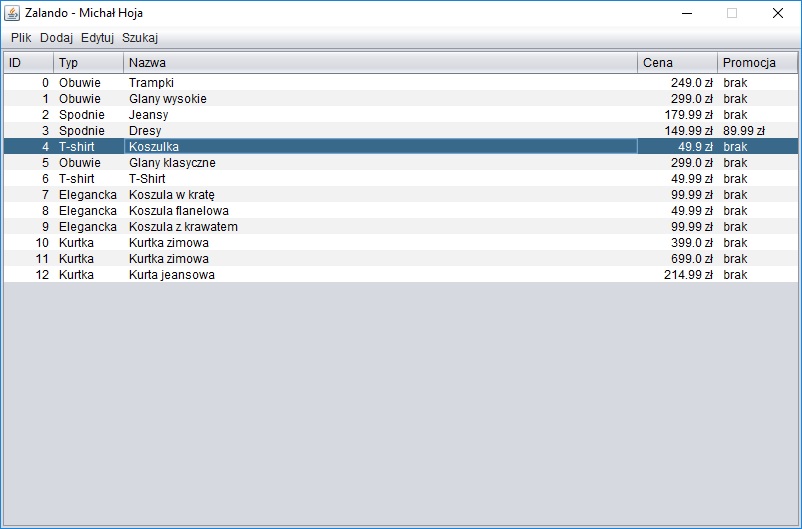 Zalando - Michał Hoja
Plik Dodaj Edytuj Szukaj
ID Typ Nazwa Cena Promocja
0 Obuwie Trampki 249.0 zł brak
1 Obuwie Glany wysokie 299.0 zł brak
2 Spodnie Jeansy 179.99 zł brak
3 Spodnie Dresy 149.99 zł 89.99 zł
4 T-shirt Koszulka 49.9 zł brak
5 Obuwie Glany klasyczne 299.0 zł brak
6 T-shirt T-Shirt 49.99 zł brak
7 Elegancka Koszula w kratę 99.99 zł brak
8 Elegancka Koszula flanelowa 49.99 zł brak
9 Elegancka Koszula z krawatem 99.99 zł brak
10 Kurtka Kurtka zimowa 399.0 zł brak
11 Kurtka Kurtka zimowa 699.0 zł brak
12 Kurtka Kurta jeansowa 214.99 zł brak